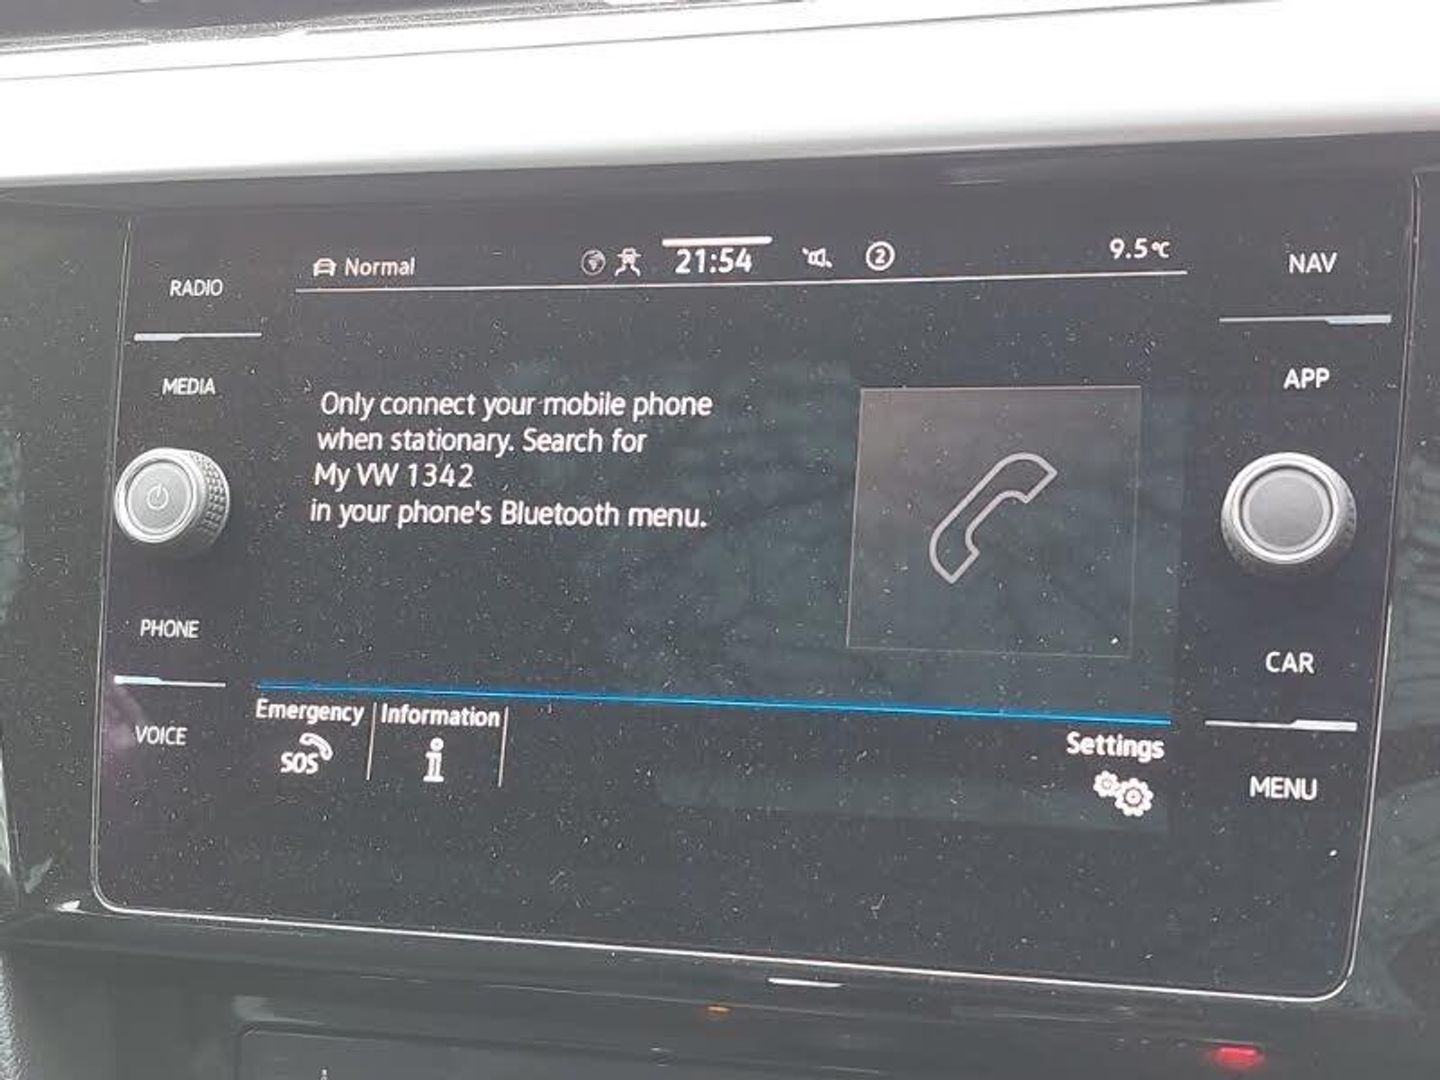 Normal
21:54
2
9.5°C
RADIO
MEDIA
PHONE
VOICE
Only connect your mobile phone
when stationary. Search for
My VW 1342
in your phone's Bluetooth menu.
Emergency
SOS
Information
i
Settings
NAV
APP
CAR
MENU